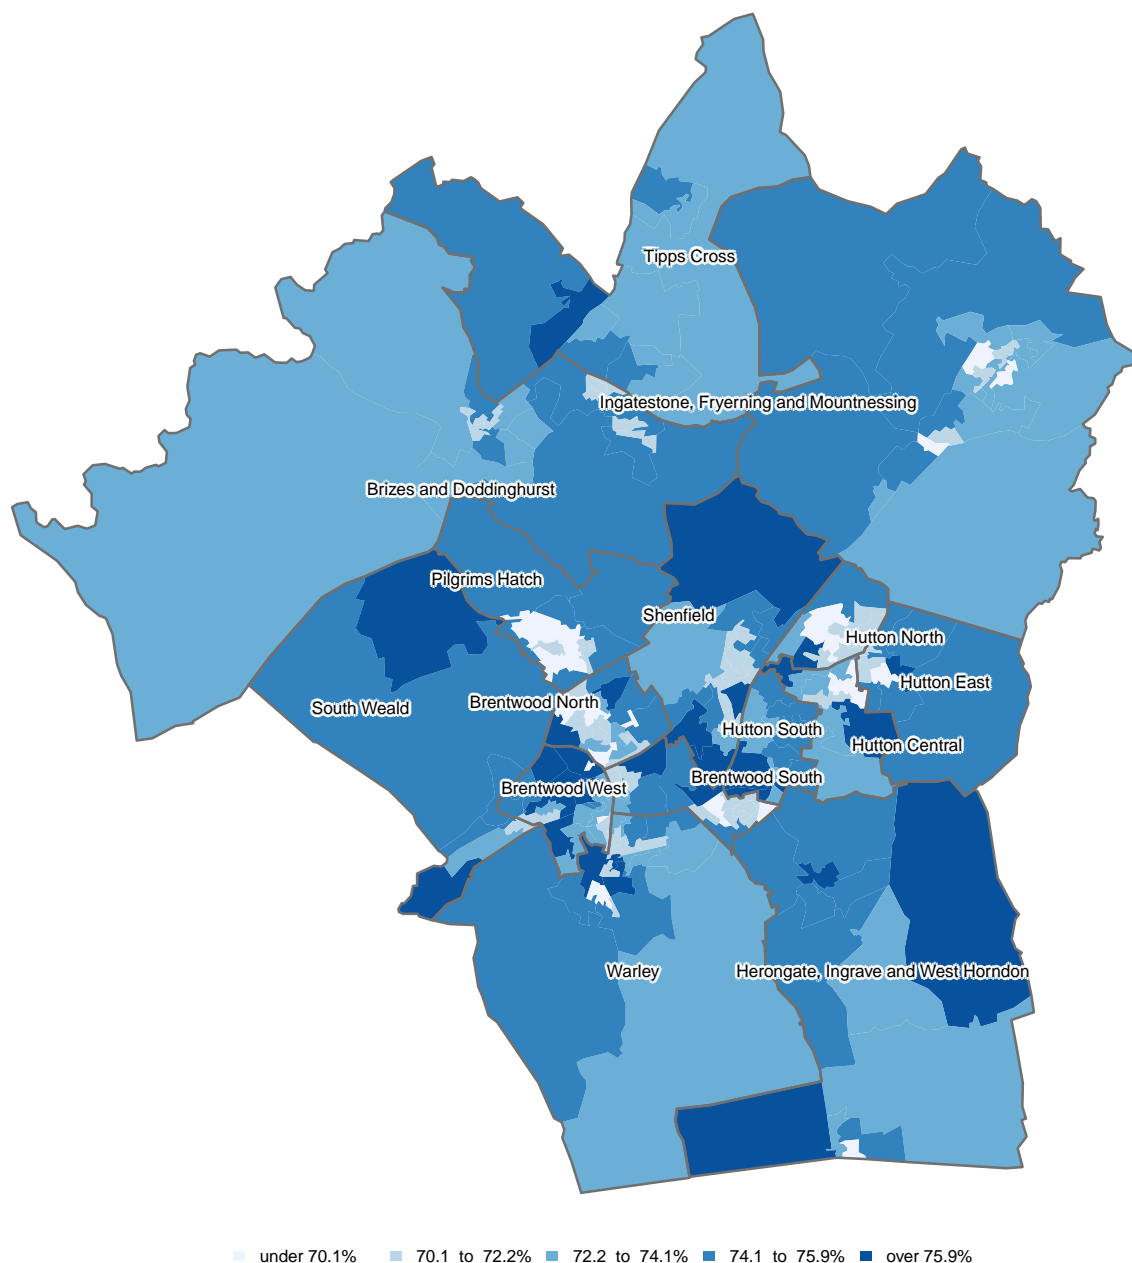 Tipps Cross
Ingatestone, Fryerning and Mountnessing
Brizes and Doddinghurst
Pilgrims Hatch
Shenfield
Hutton North
Hutton East
South Weald
Brentwood North
Hutton South
Hutton Central
Brentwood South
Brentwood West
Warley
Herongate, Ingrave and West Horndon
under 70.1% 70.1 to 72.2% 72.2 to 74.1% 74.1 to 75.9% over 75.9%